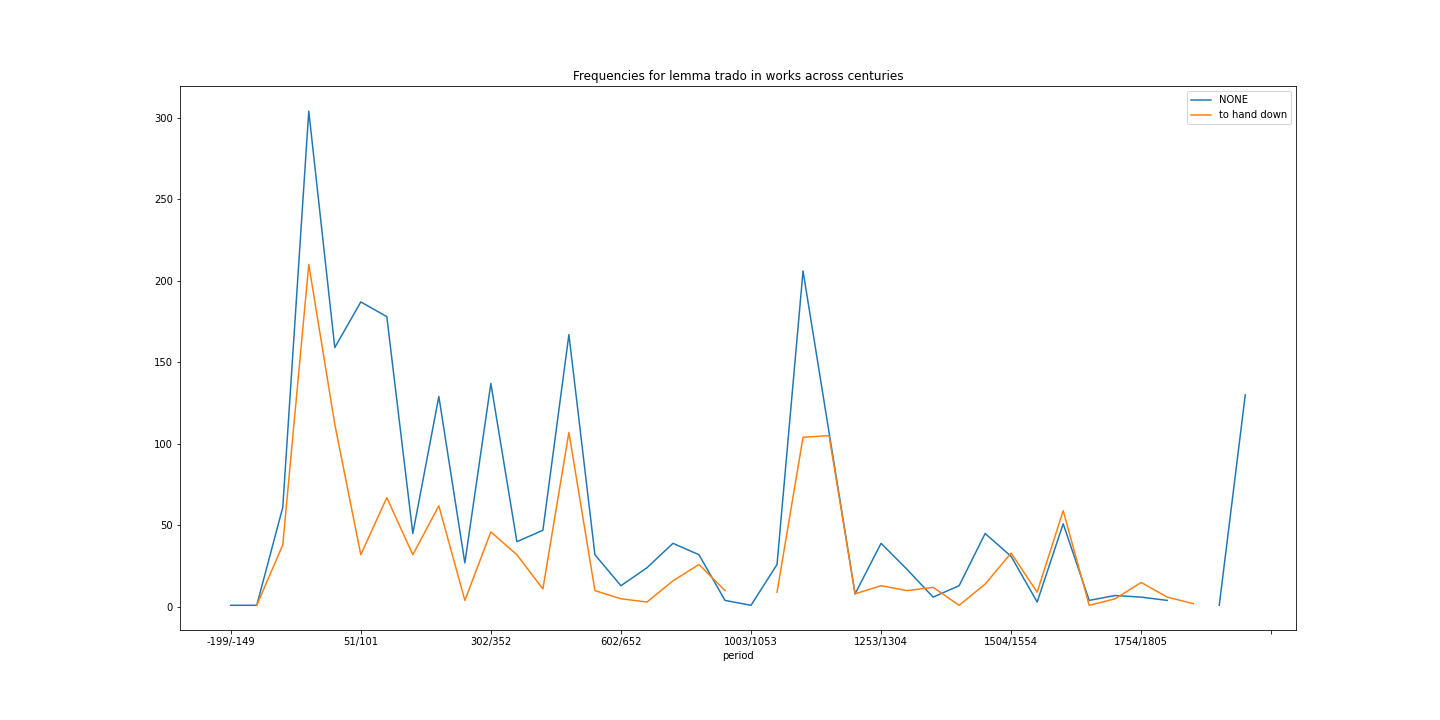 Frequencies for lemma trado in works across centuries
NONE
to hand down
300
250
200
150
100
50
0
-199/-149 51/101 302/352 602/652 1003/1053 1253/1304 1504/1554 1754/1805
period